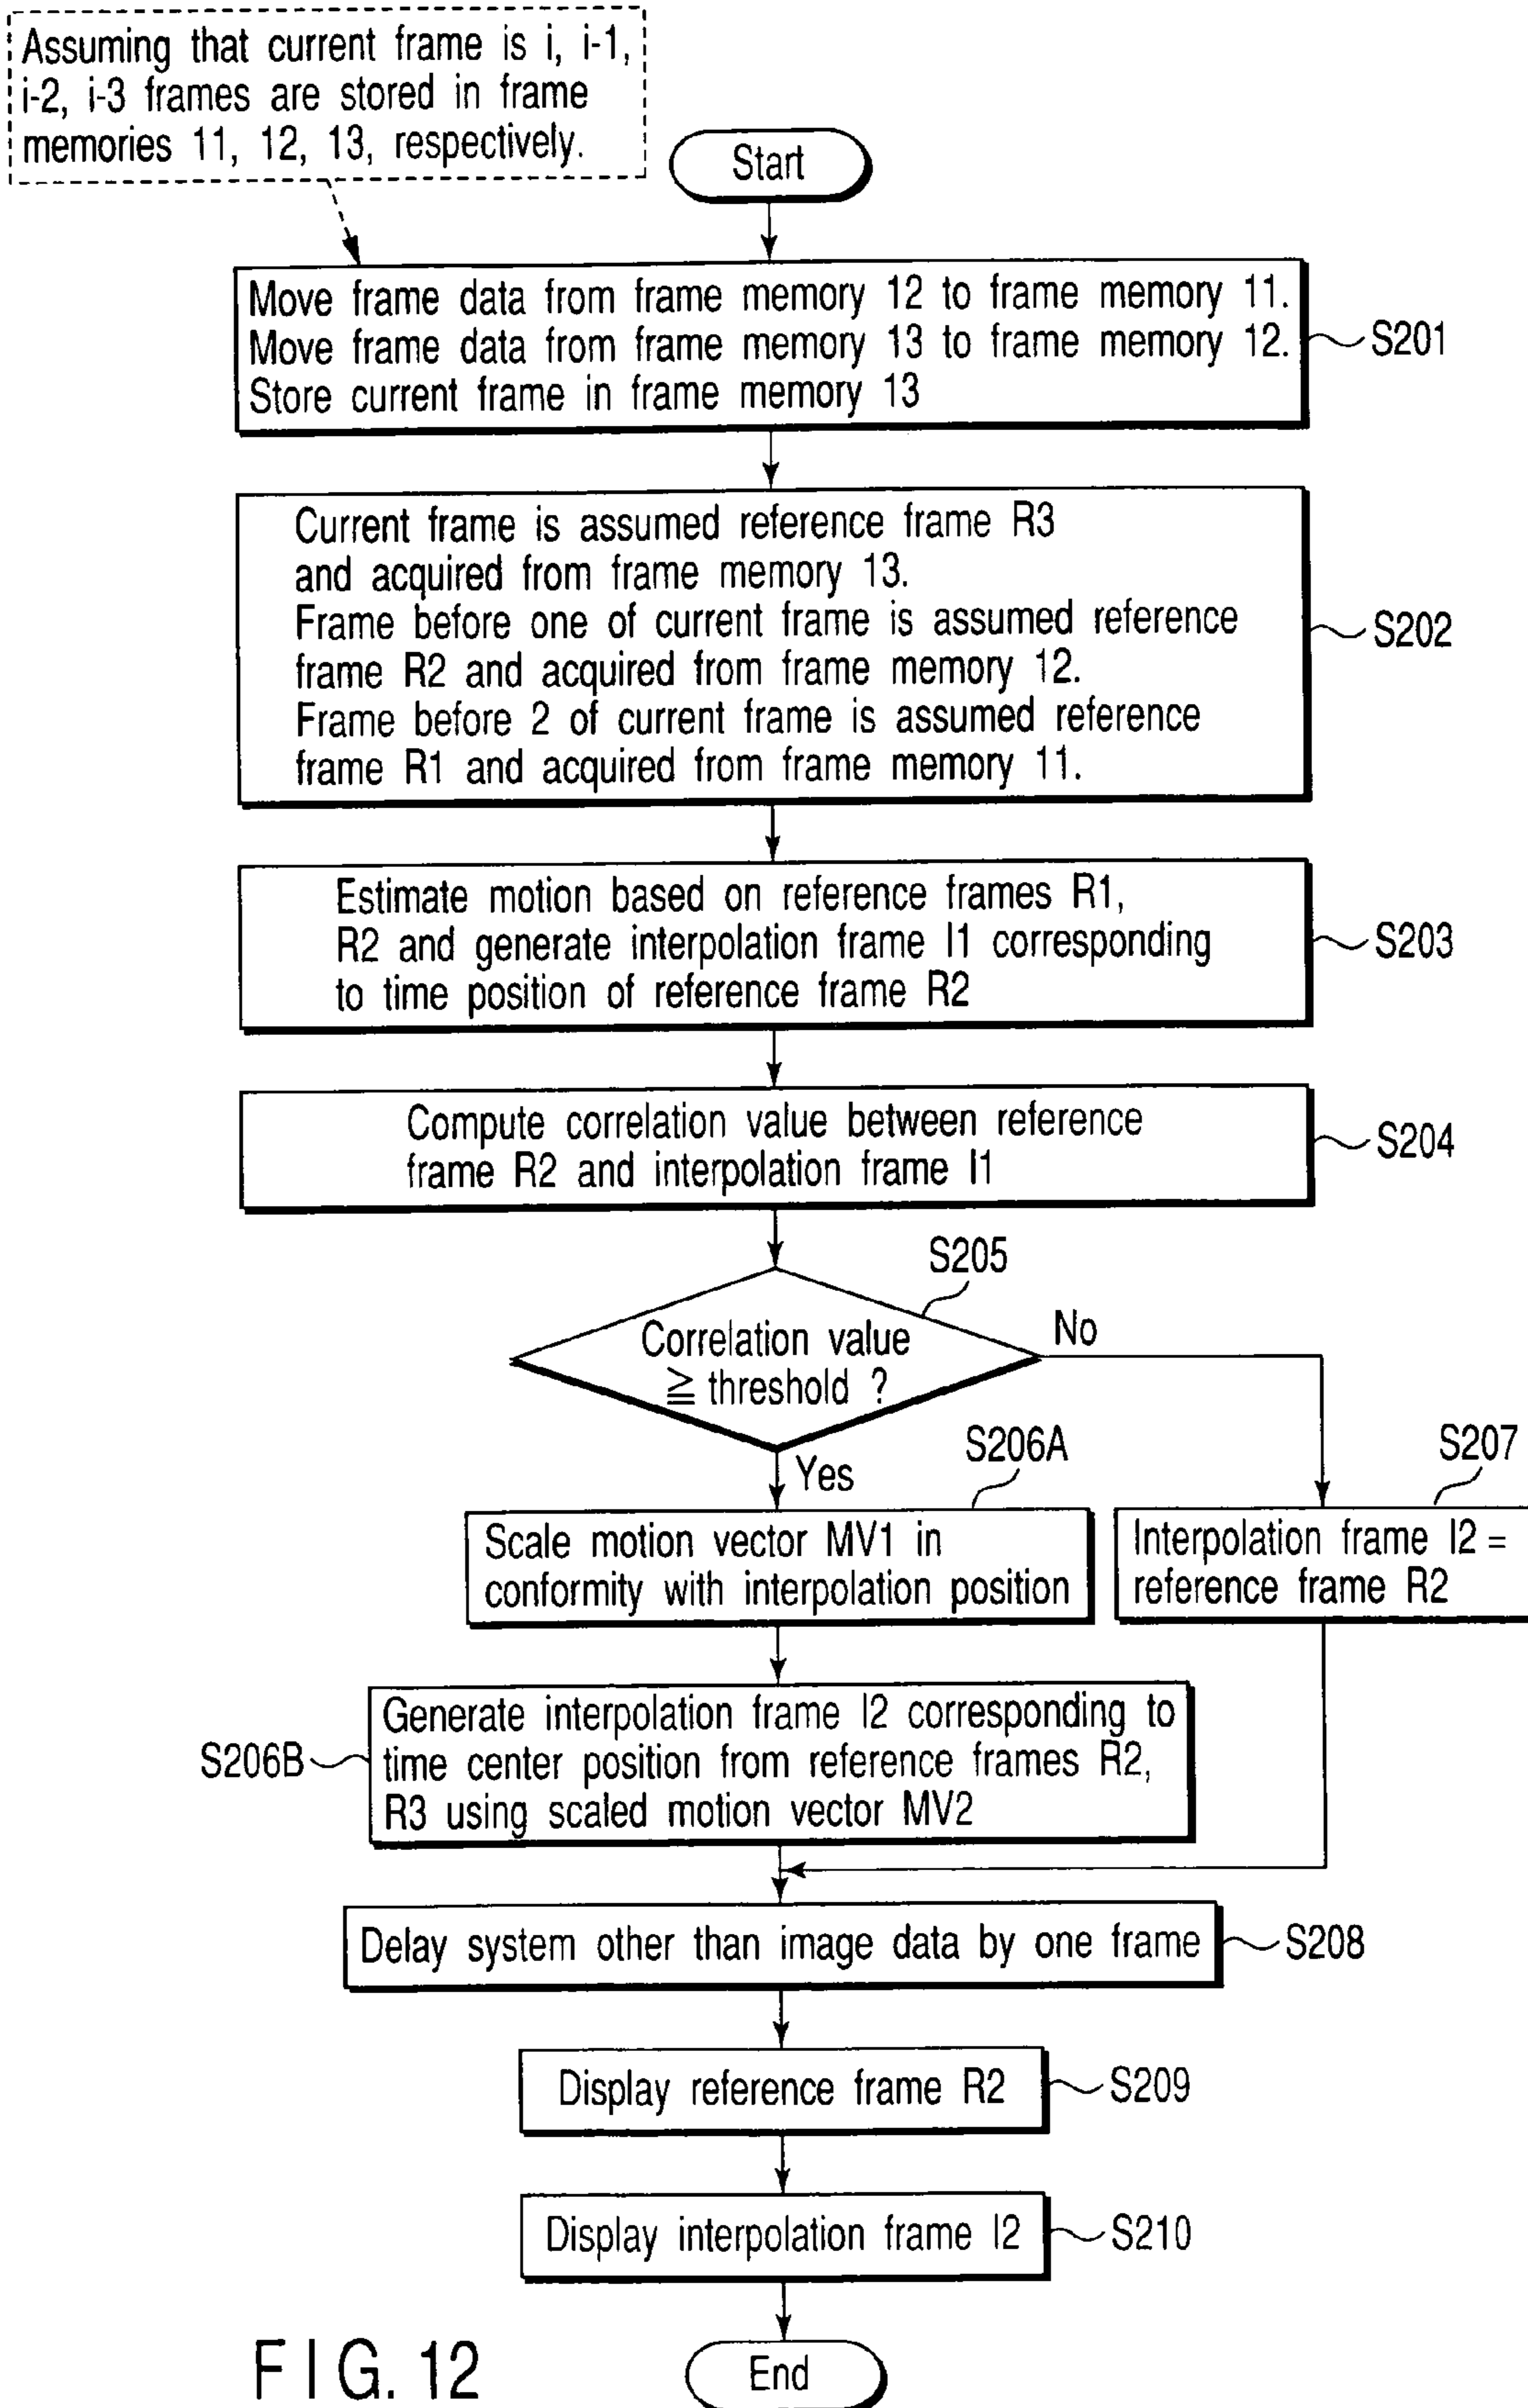 Assuming that current frame is i, i-1,
i-2, i-3 frames are stored in frame
memories 11, 12, 13, respectively.
Start
Move frame data from frame memory 12 to frame memory 11.
Move frame data from frame memory 13 to frame memory 12.
Store current frame in frame memory 13
S201
Current frame is assumed reference frame R3
and acquired from frame memory 13.
Frame before one of current frame is assumed reference
frame R2 and acquired from frame memory 12.
Frame before 2 of current frame is assumed reference
frame R1 and acquired from frame memory 11.
S202
Estimate motion based on reference frames R1,
R2 and generate interpolation frame I1 corresponding
to time position of reference frame R2
S203
Compute correlation value between reference
frame R2 and interpolation frame I1
S204
S205
Correlation value
≧ threshold ?
No
Yes
S206A
Scale motion vector MV1 in
conformity with interpolation position
S207
Interpolation frame I2 =
reference frame R2
S206B
Generate interpolation frame I2 corresponding to
time center position from reference frames R2,
R3 using scaled motion vector MV2
Delay system other than image data by one frame
S208
Display reference frame R2
S209
Display interpolation frame I2
S210
End
FIG. 12